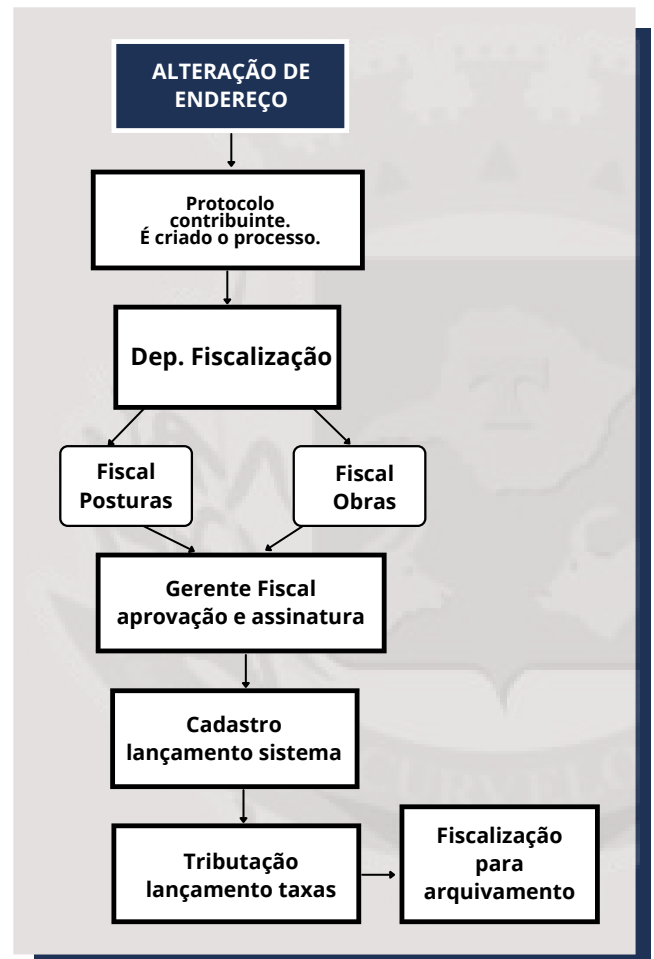 ALTERAÇÃO DE
ENDEREÇO
Protocolo
contribuinte.
É criado o processo.
Dep. Fiscalização
Fiscal
Posturas
Fiscal
Obras
Gerente Fiscal
aprovação e assinatura
Cadastro
lançamento sistema
CURVELO
Tributação
lançamento taxas
Fiscalização
para
arquivamento